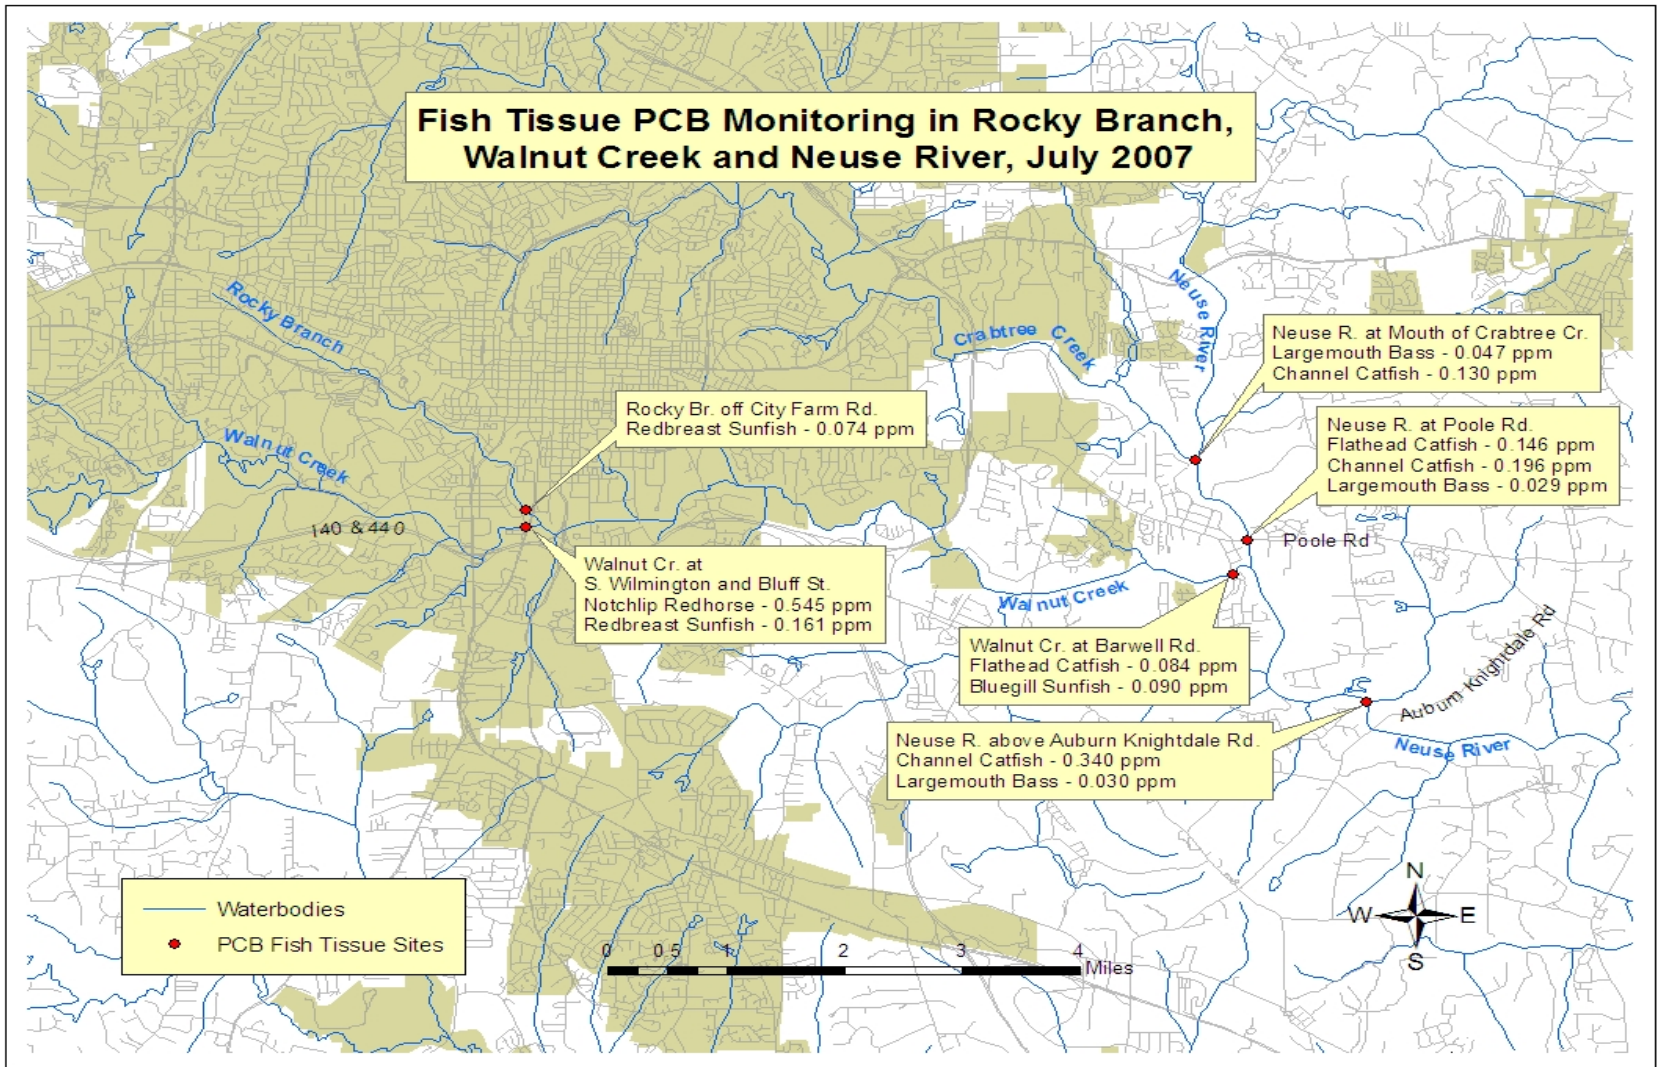 Fish Tissue PCB Monitoring in Rocky Branch,
Walnut Creek and Neuse River, July 2007
Rocky Branch
Crabtree Creek
Neuse River
Neuse R. at Mouth of Crabtree Cr.
Largemouth Bass - 0.047 ppm
Channel Catfish - 0.130 ppm
Rocky Br. off City Farm Rd.
Redbreast Sunfish - 0.074 ppm
Neuse R. at Poole Rd.
Flathead Catfish - 0.146 ppm
Channel Catfish - 0.196 ppm
Largemouth Bass - 0.029 ppm
Walnut Creek
140 & 440
Poole Rd
Walnut Cr. at
S. Wilmington and Bluff St.
Notchlip Redhorse - 0.545 ppm
Redbreast Sunfish - 0.161 ppm
Walnut Creek
Walnut Cr. at Barwell Rd.
Flathead Catfish - 0.084 ppm
Bluegill Sunfish - 0.090 ppm
Auburn Knightdale Rd
Neuse R. above Auburn Knightdale Rd.
Channel Catfish - 0.340 ppm
Largemouth Bass - 0.030 ppm
Neuse River
Waterbodies
PCB Fish Tissue Sites
0 0.5 1 2 3 4
Miles
N
W E
S